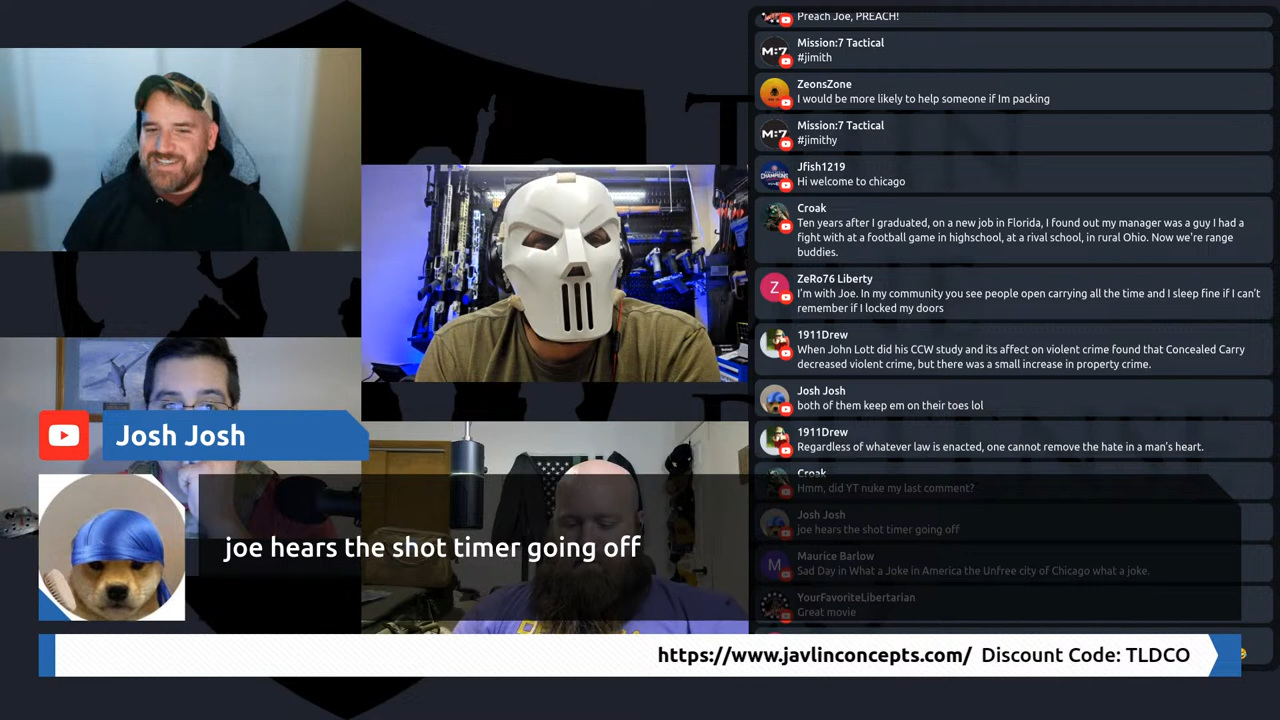 Preach Joe, PREACH!
Mission:7 Tactical
#jimith
ZeonsZone
I would be more likely to help someone if Im packing
Mission:7 Tactical
#jimithy
Jfish1219
Hi welcome to chicago
Croak
Ten years after I graduated, on a new job in Florida, I found out my manager was a guy I had a
fight with at a football game in highschool, at a rival school, in rural Ohio. Now we're range
buddies.
ZeRo76 Liberty
I'm with Joe. In my community you see people open carrying all the time and I sleep fine if I can't
remember if I locked my doors
1911Drew
When John Lott did his CCW study and its affect on violent crime found that Concealed Carry
decreased violent crime, but there was a small increase in property crime.
Josh Josh
both of them keep em on their toes lol
1911Drew
Regardless of whatever law is enacted, one cannot remove the hate in a man's heart.
Croak
Hmm, did YT nuke my last comment?
Josh Josh
joe hears the shot timer going off
Maurice Barlow
Sad Day in What a Joke in America the Unfree city of Chicago what a joke.
YourFavoriteLibertarian
Great movie
M:7
M:7
Z
M
Josh Josh
joe hears the shot timer going off
https://www.javlinconcepts.com/ Discount Code: TLDCO